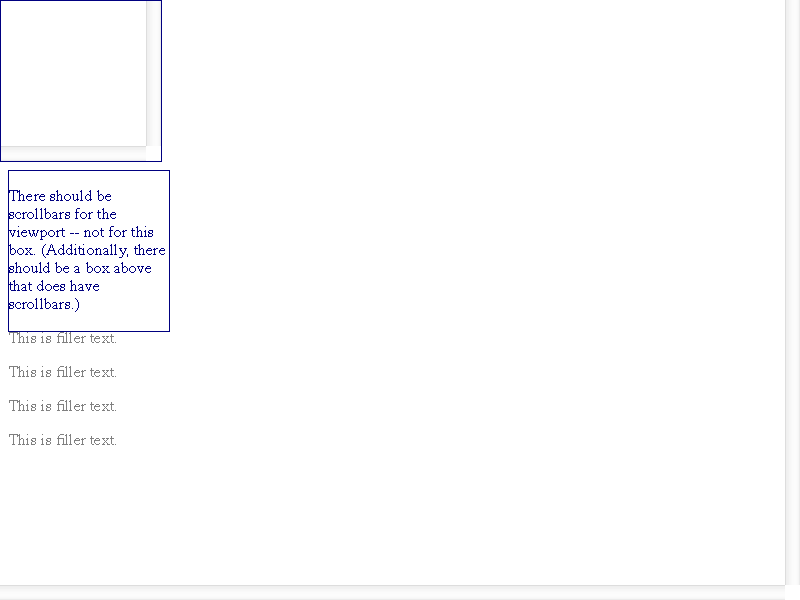 There should be
scrollbars for the
viewport -- not for this
box. (Additionally, there
should be a box above
that does have
scrollbars.)
This is filler text.
This is filler text.
This is filler text.
This is filler text.